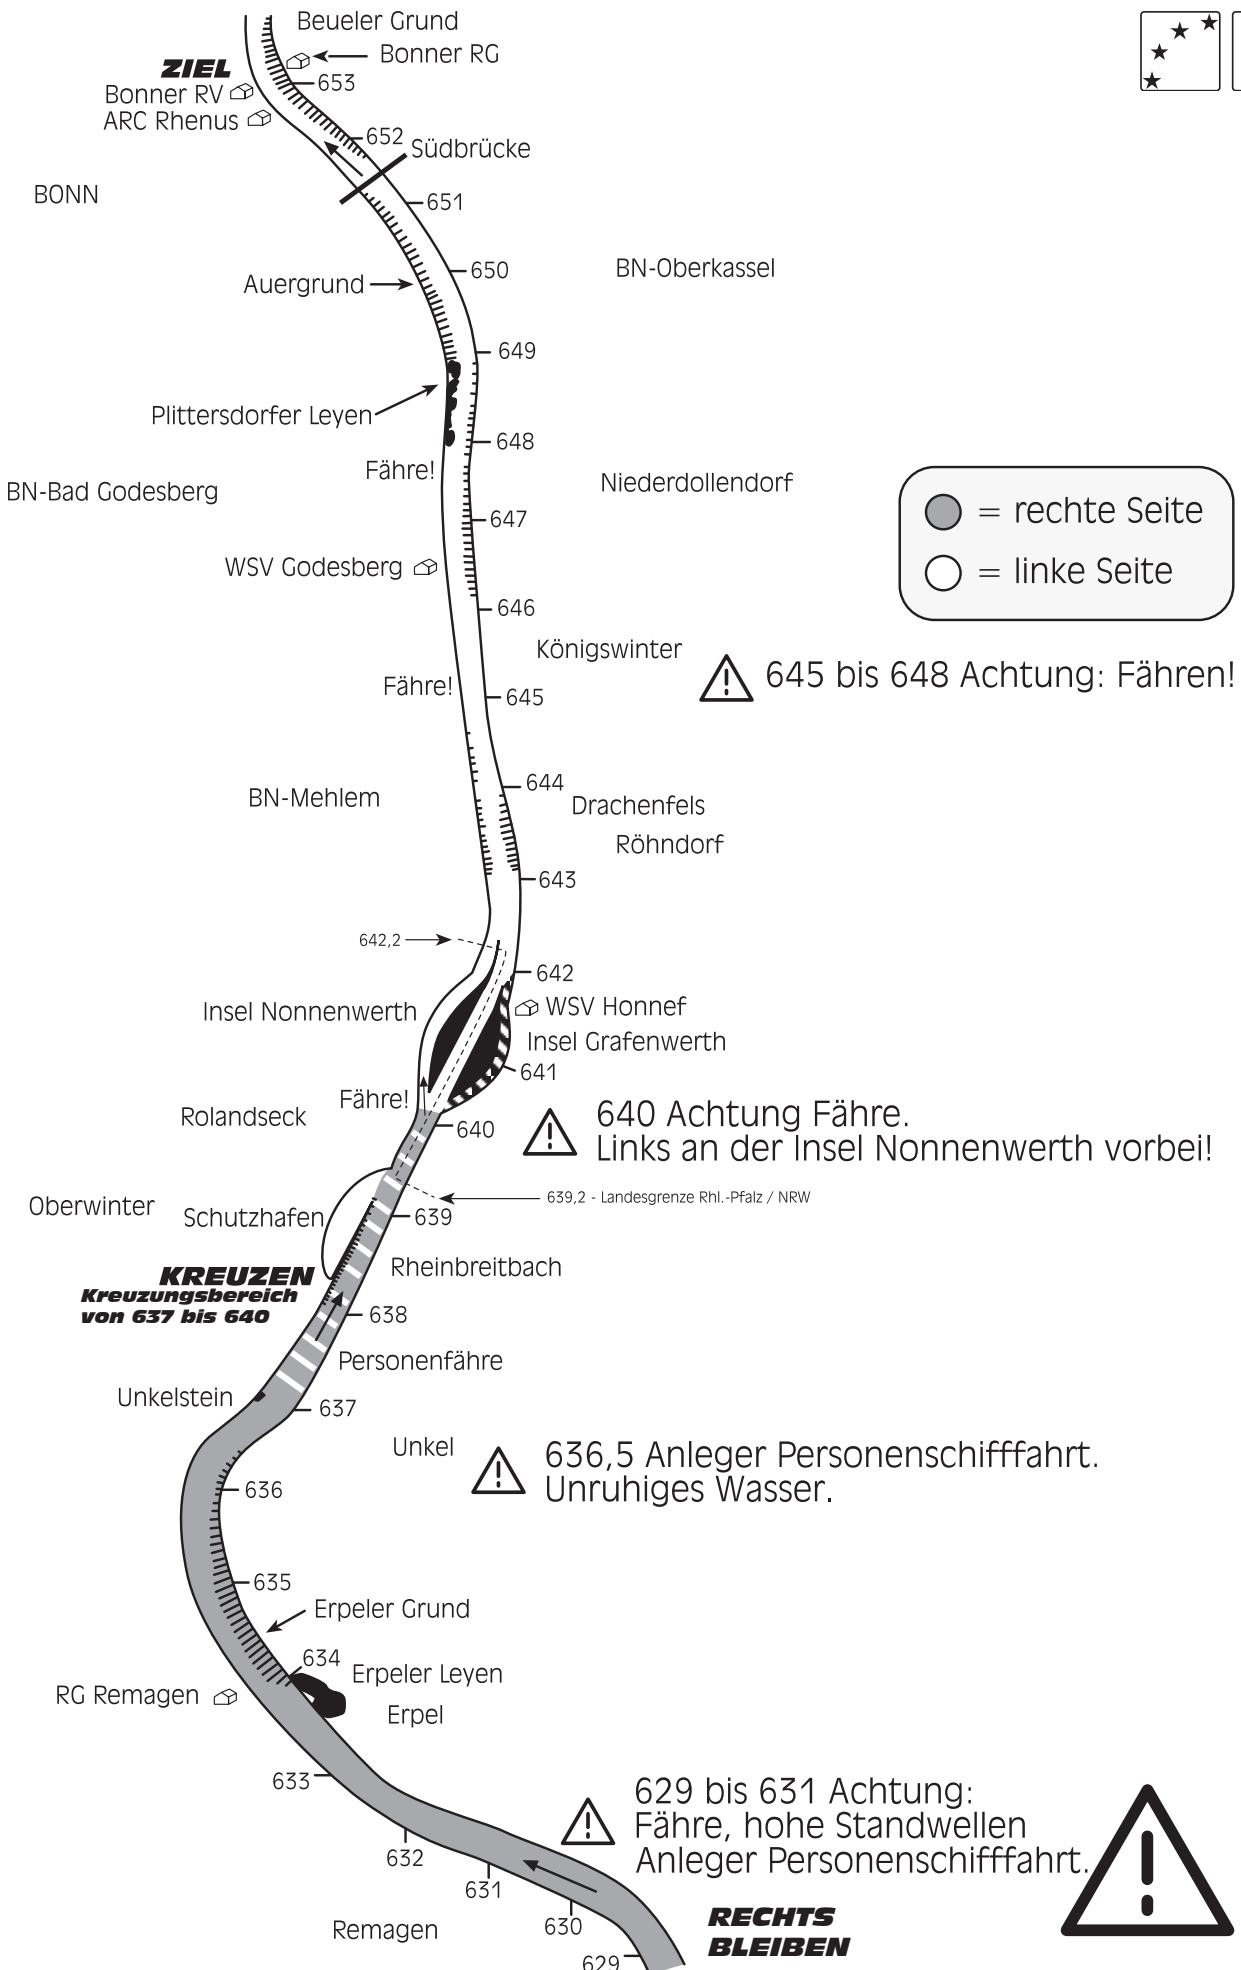 Beueler Grund
Bonner RG
ZIEL
653
Bonner RV
ARC Rhenus
652
Südbrücke
BONN
651
650
BN-Oberkassel
Auergrund
649
Plittersdorfer Leyen
648
Fähre!
Niederdollendorf
BN-Bad Godesberg
= rechte Seite
647
WSV Godesberg
= linke Seite
646
Königswinter
645 bis 648 Achtung: Fähren!
Fähre!
645
644
BN-Mehlem
Drachenfels
Röhndorf
643
642,2
642
WSV Honnef
Insel Nonnenwerth
Insel Grafenwerth
641
Fähre!
640 Achtung Fähre.
Rolandseck
640
Links an der Insel Nonnenwerth vorbei!
639,2 - Landesgrenze Rhl.-Pfalz / NRW
Oberwinter
Schutzhafen
639
Rheinbreitbach
KREUZEN
Kreuzungsbereich
von 637 bis 640
638
Personenfähre
Unkelstein
637
Unkel
636,5 Anleger Personenschifffahrt.
Unruhiges Wasser.
636
635
Erpeler Grund
634
Erpeler Leyen
RG Remagen
Erpel
633
629 bis 631 Achtung:
Fähre, hohe Standwellen
Anleger Personenschifffahrt.
632
631
RECHTS
BLEIBEN
630
Remagen
629